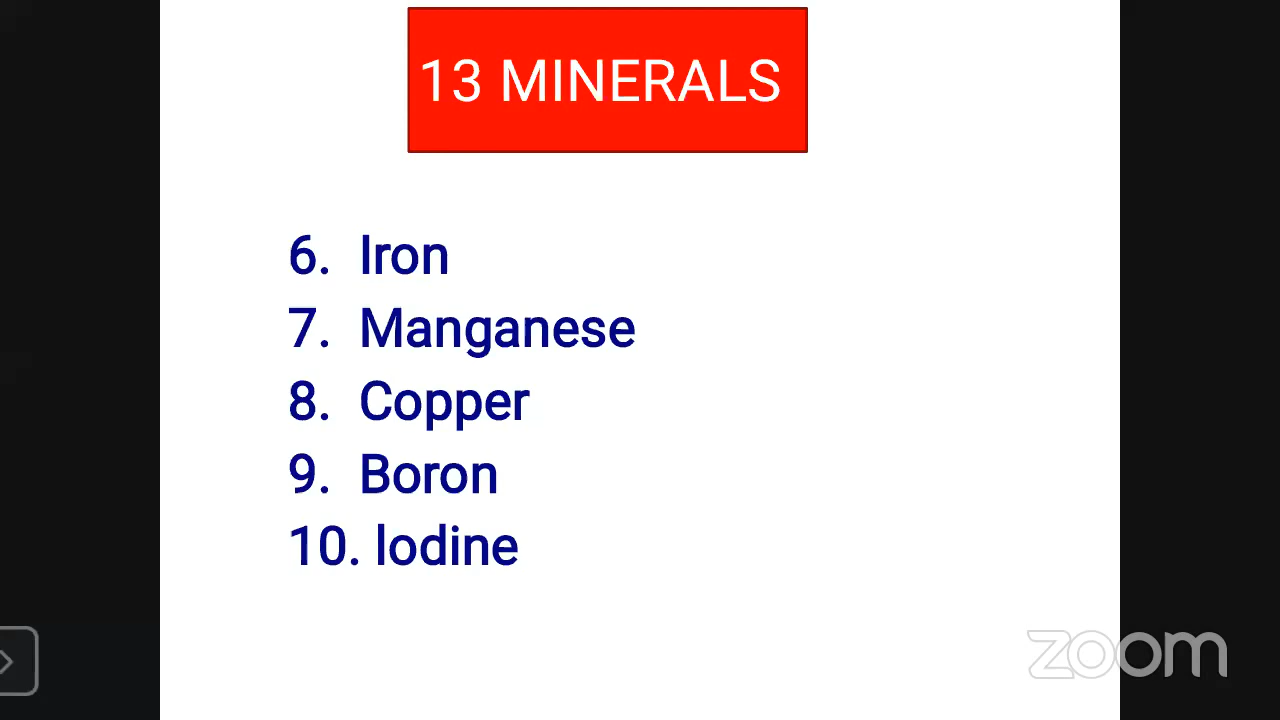 13 MINERALS
6. Iron
7. Manganese
8. Copper
9. Boron
10. Iodine
zoom